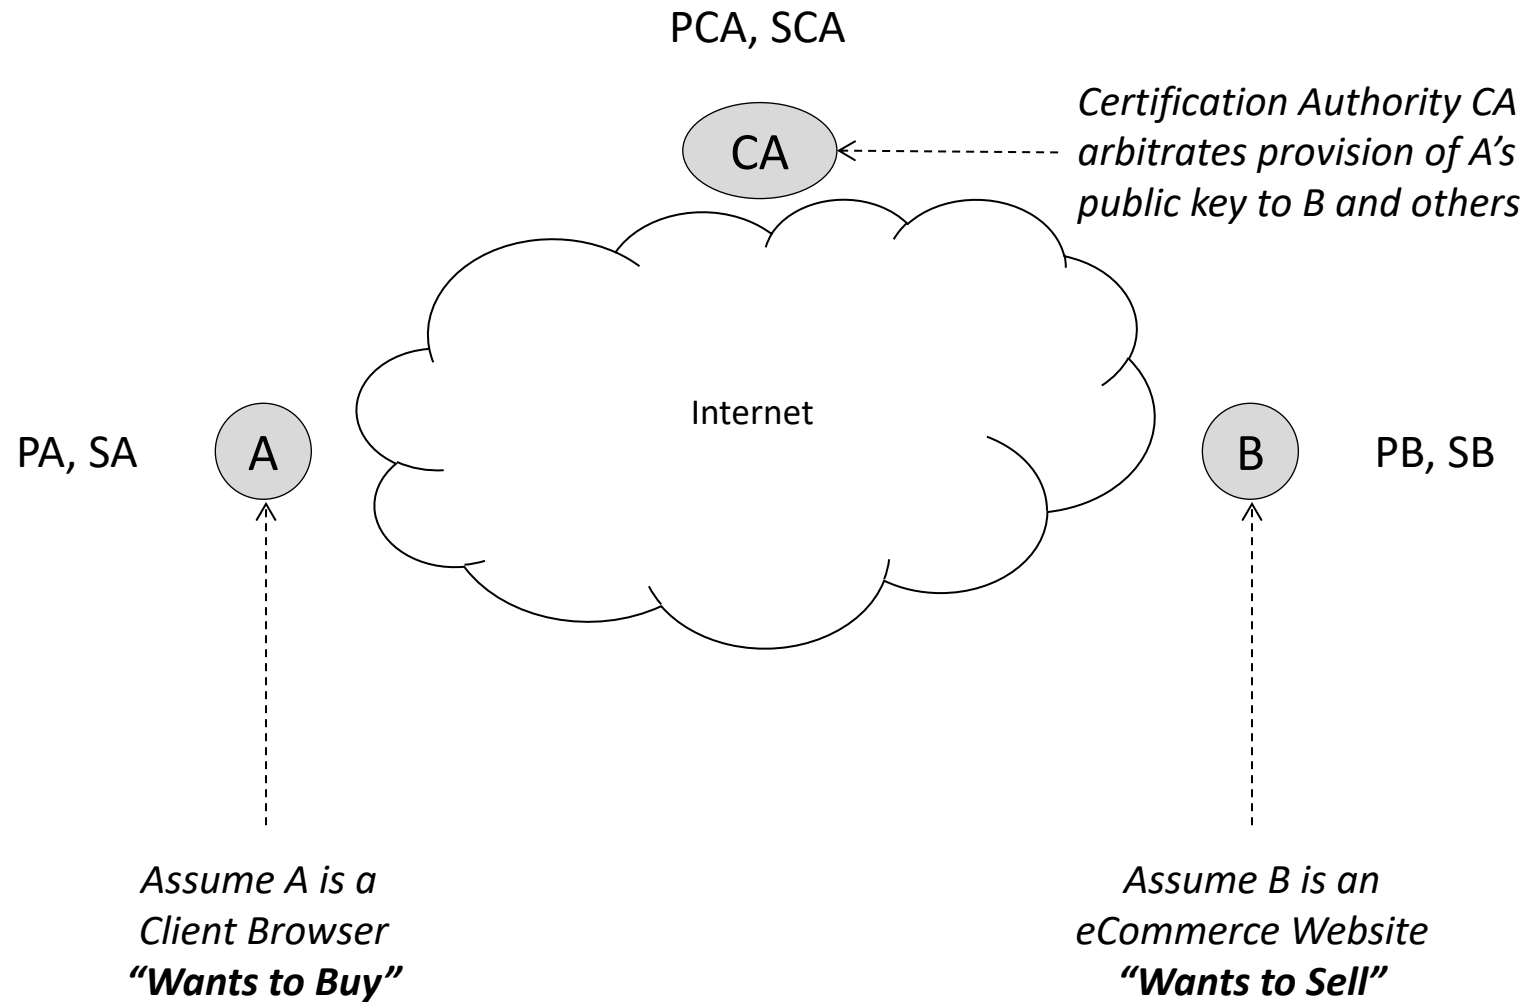 PCA, SCA
CA
Certification Authority CA
arbitrates provision of A’s
public key to B and others
Internet
PA, SA
A
B
PB, SB
Assume A is a
Client Browser
“Wants to Buy”
Assume B is an
eCommerce Website
“Wants to Sell”